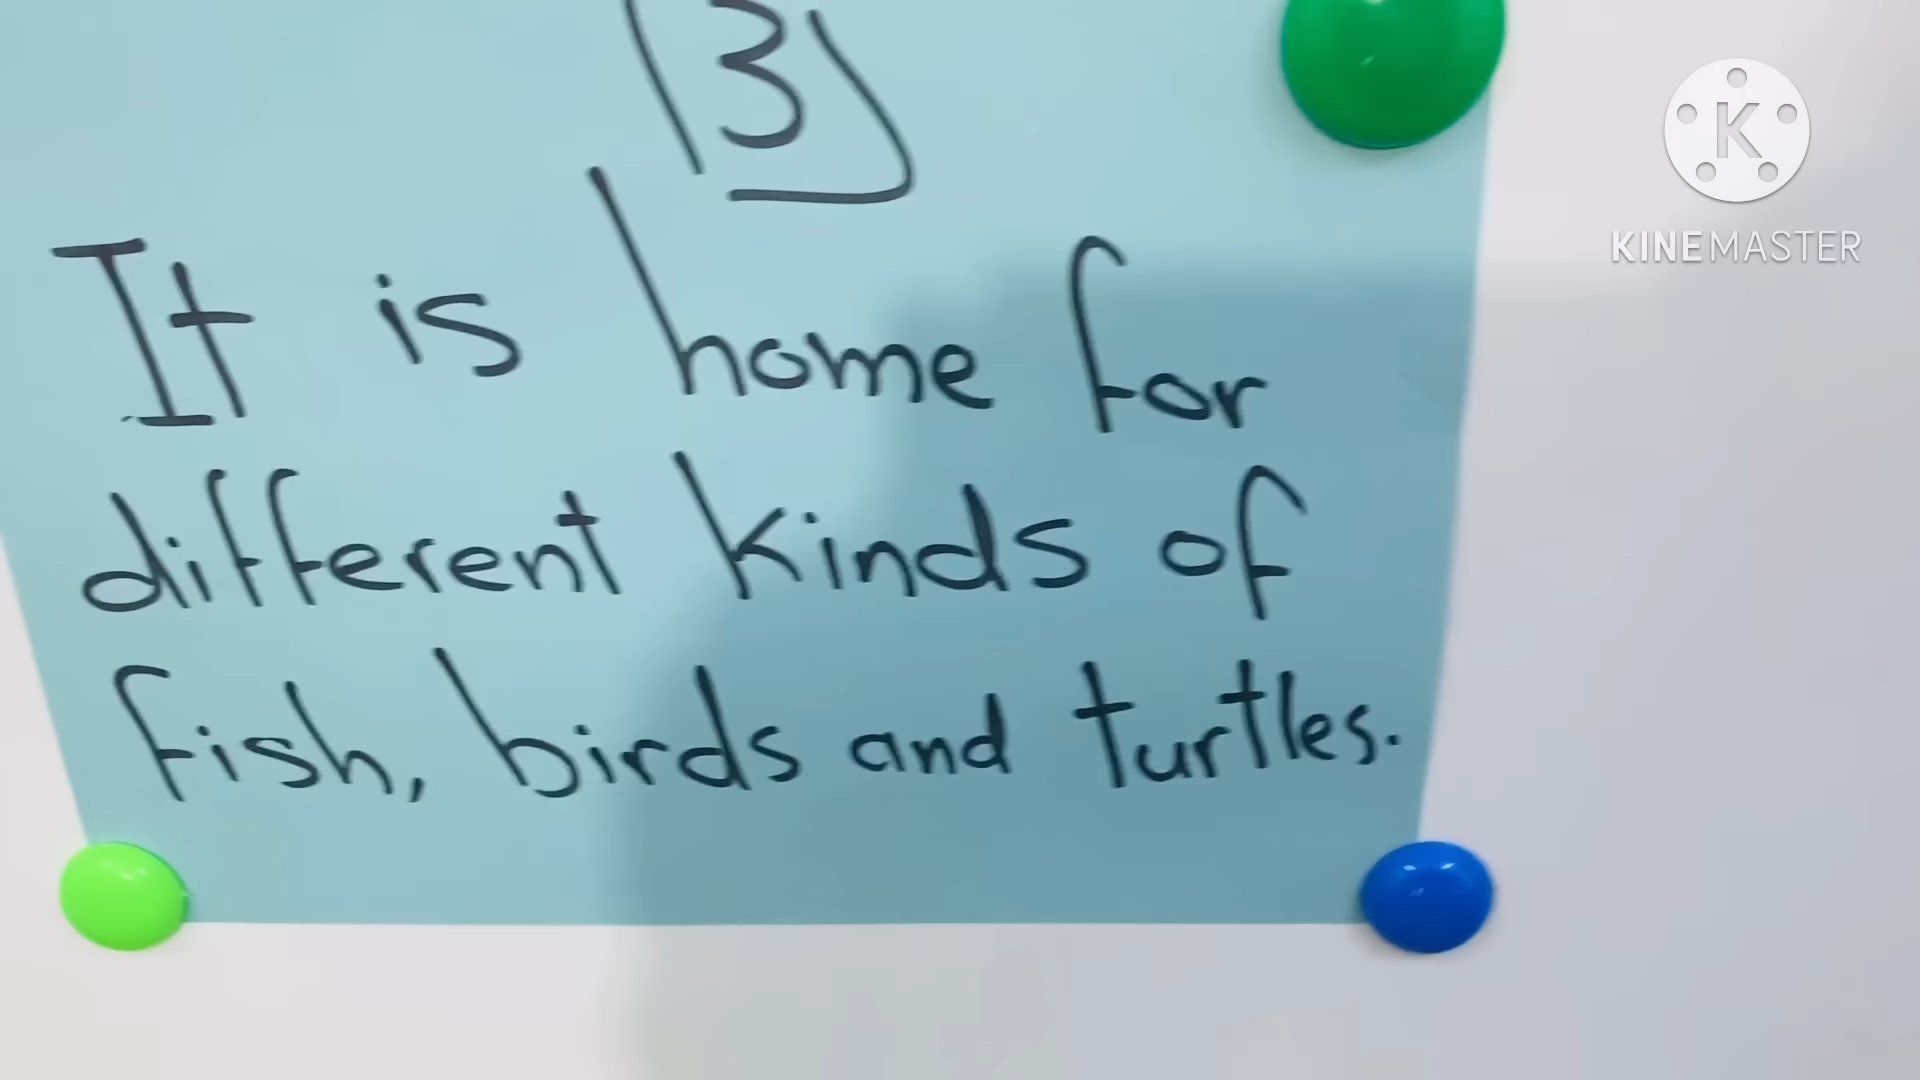 3
It is home for
different kinds of
fish, birds and turtles.
K
KINEMASTER